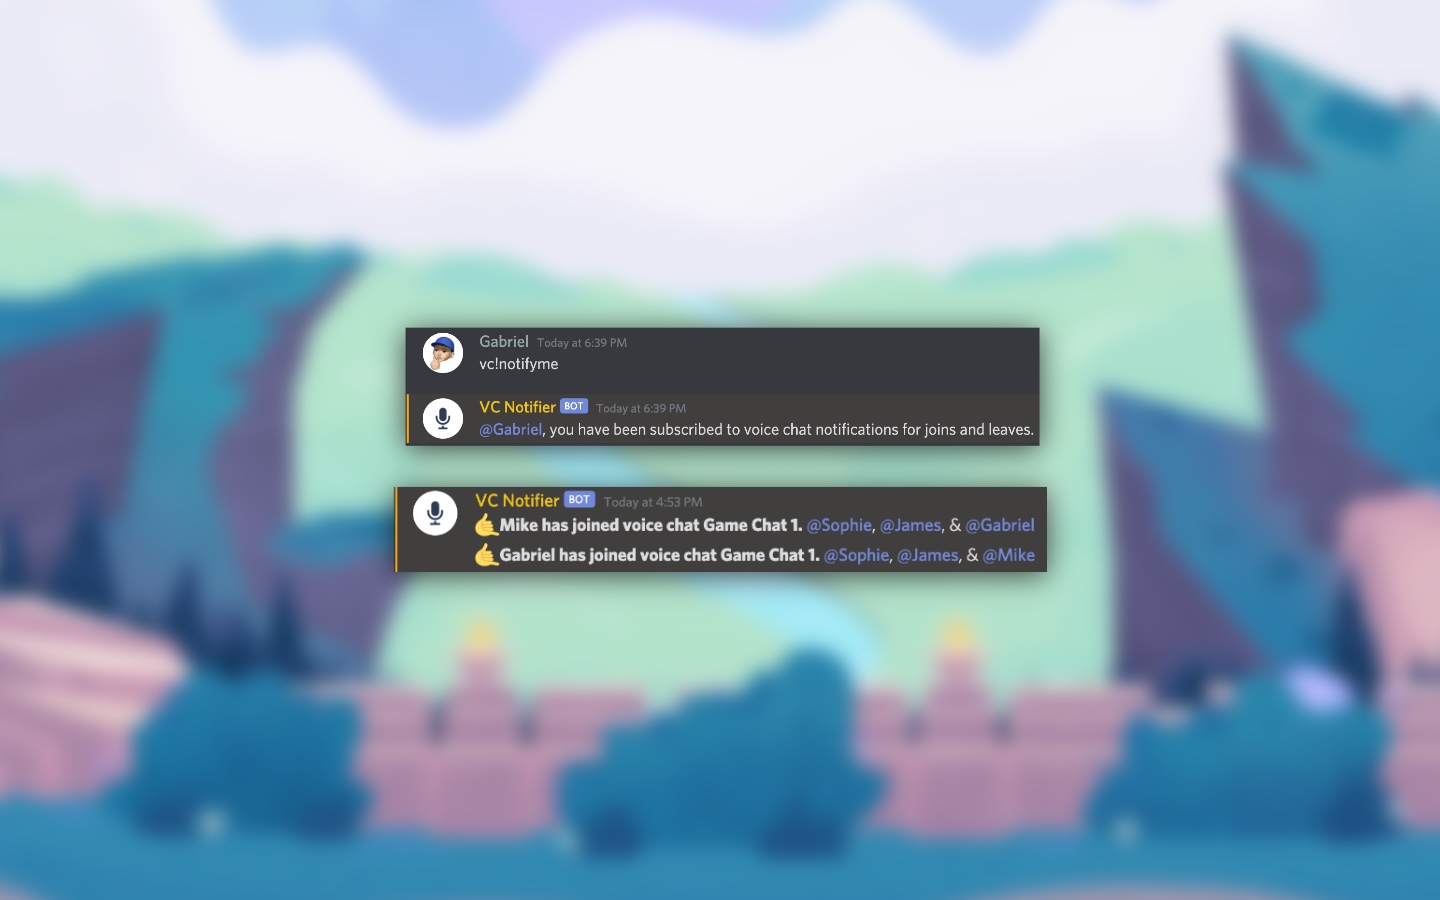 Gabriel Today at 6:39 PM
vc!notifyme
VC Notifier BOT Today at 6:39 PM
@Gabriel, you have been subscribed to voice chat notifications for joins and leaves.
VC Notifier BOT Today at 4:53 PM
🤙Mike has joined voice chat Game Chat 1. @Sophie, @James, & @Gabriel
🤙Gabriel has joined voice chat Game Chat 1. @Sophie, @James, & @Mike